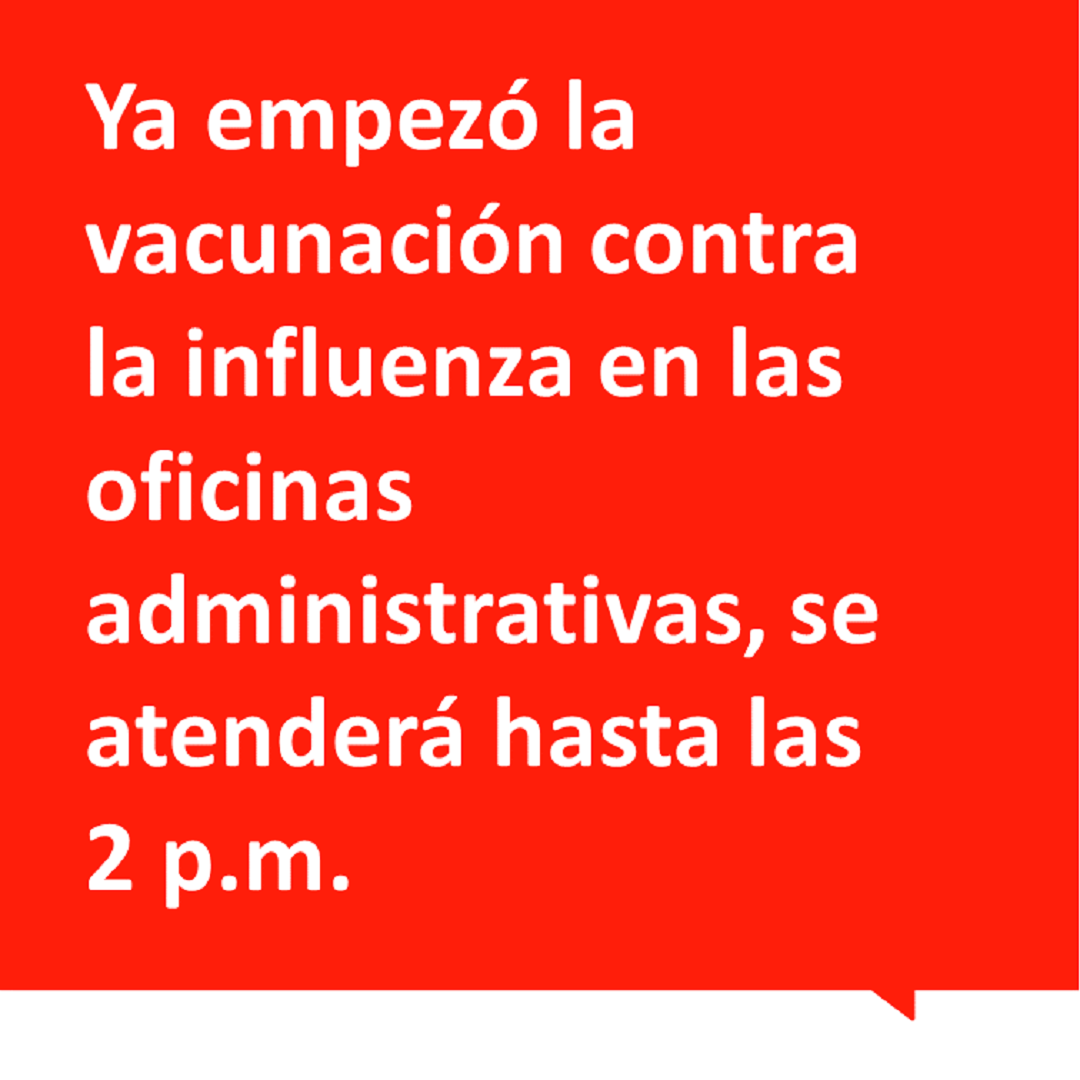 Ya empezó la
vacunación contra
la influenza en las
oficinas
administrativas, se
atenderá hasta las
2 p.m.